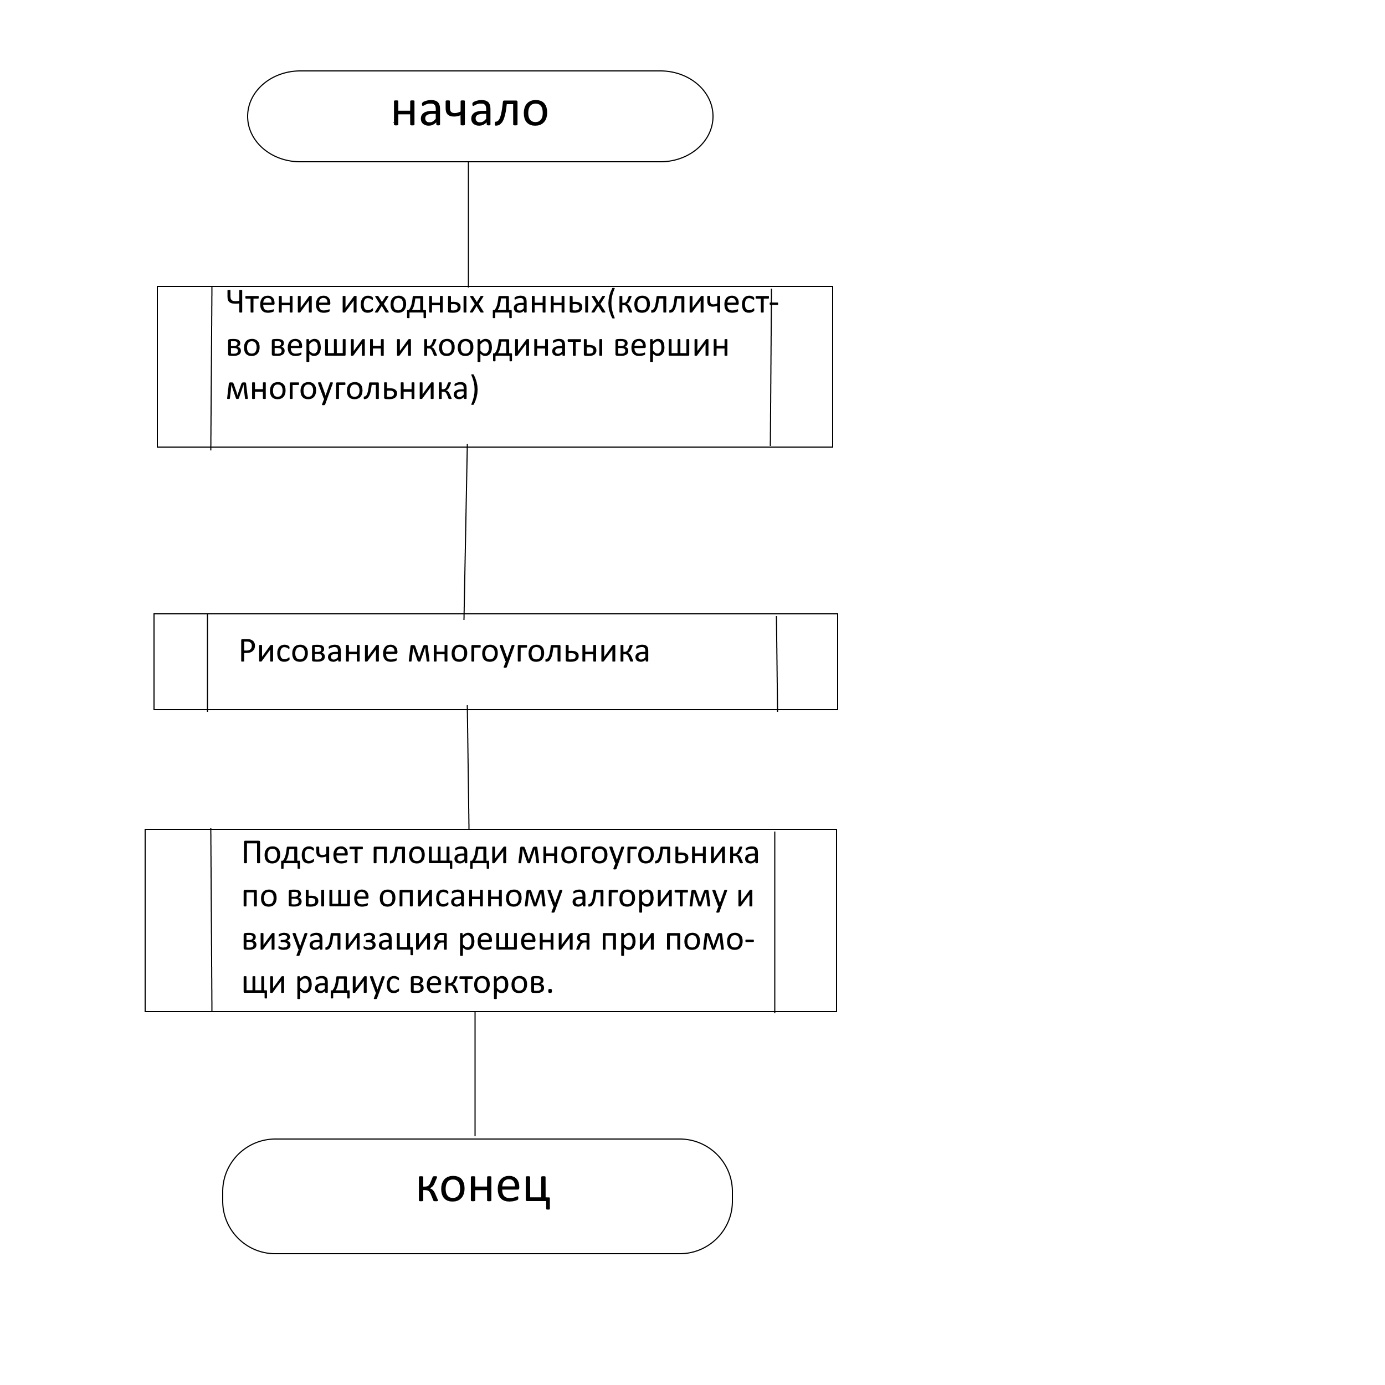 начало
Чтение исходных данных(колличест-
во вершин и координаты вершин
многоугольника)
Рисование многоугольника
Подсчет площади многоугольника
по выше описанному алгоритму и
визуализация решения при помо-
щи радиус векторов.
конец